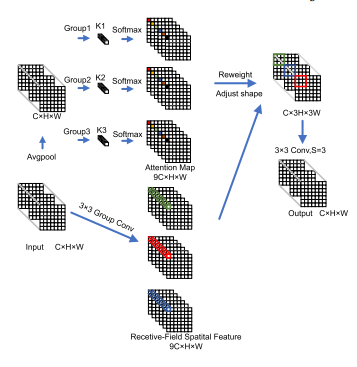 Group1 K1 Softmax
Group2 K2 Softmax
C×H×W
Group3 K3 Softmax
Avgpool
Attention Map
9C×H×W
Reweight
Adjust shape
C×3H×3W
3×3 Conv,S=3
Output C×H×W
3×3 Group Conv
Input C×H×W
Recetive-Field Spatital Feature
9C×H×W